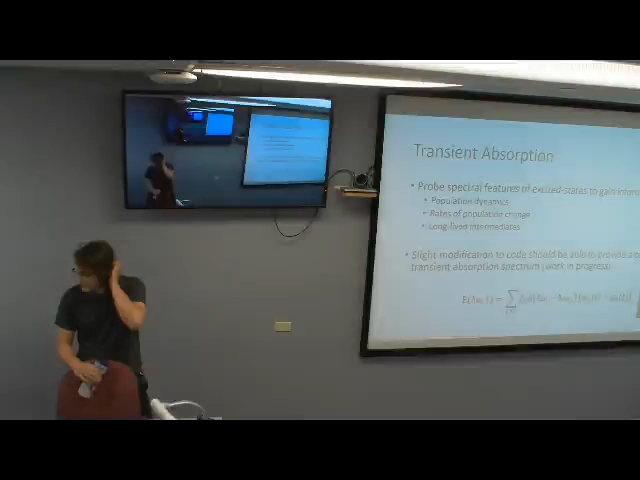 Transient Absorption
• Probe spectral features of excited-states to gain
• Population dynamics
• Rates of population change
• Long-lived intermediates
• Slight modification to code should be able to provide a
transient absorption spectrum (work in progress)